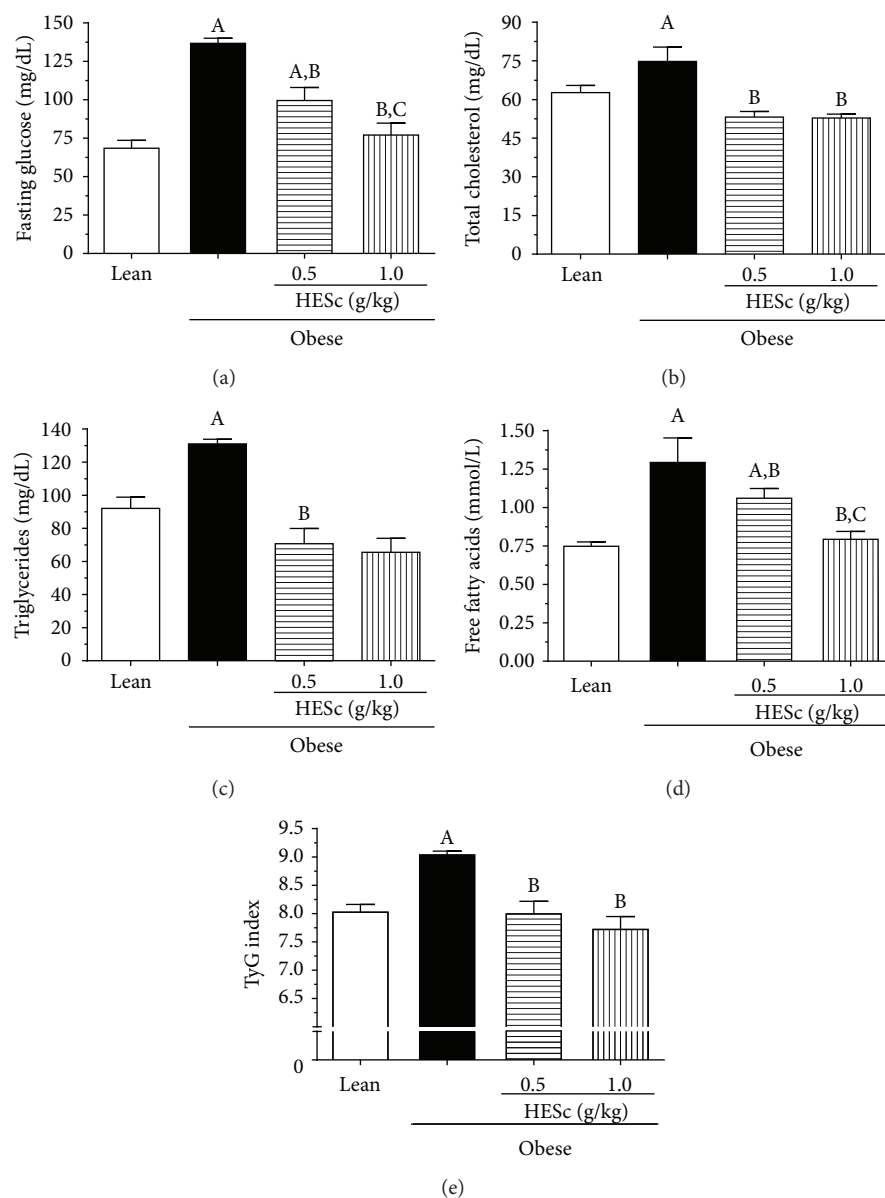 Fasting glucose (mg/dL)
150
125
100
75
50
25
0
A
A,B
B,C
Lean
0.5
1.0
HESc (g/kg)
Obese
(a)
Total cholesterol (mg/dL)
90
75
60
45
30
15
0
A
B
B
Lean
0.5
1.0
HESc (g/kg)
Obese
(b)
Triglycerides (mg/dL)
140
120
100
80
60
40
20
0
A
B
Lean
0.5
1.0
HESc (g/kg)
Obese
(c)
Free fatty acids (mmol/L)
1.50
1.25
1.00
0.75
0.50
0.25
0.00
A
A,B
B,C
Lean
0.5
1.0
HESc (g/kg)
Obese
(d)
TyG index
9.5
9.0
8.5
8.0
7.5
7.0
6.5
0
A
B
B
Lean
0.5
1.0
HESc (g/kg)
Obese
(e)